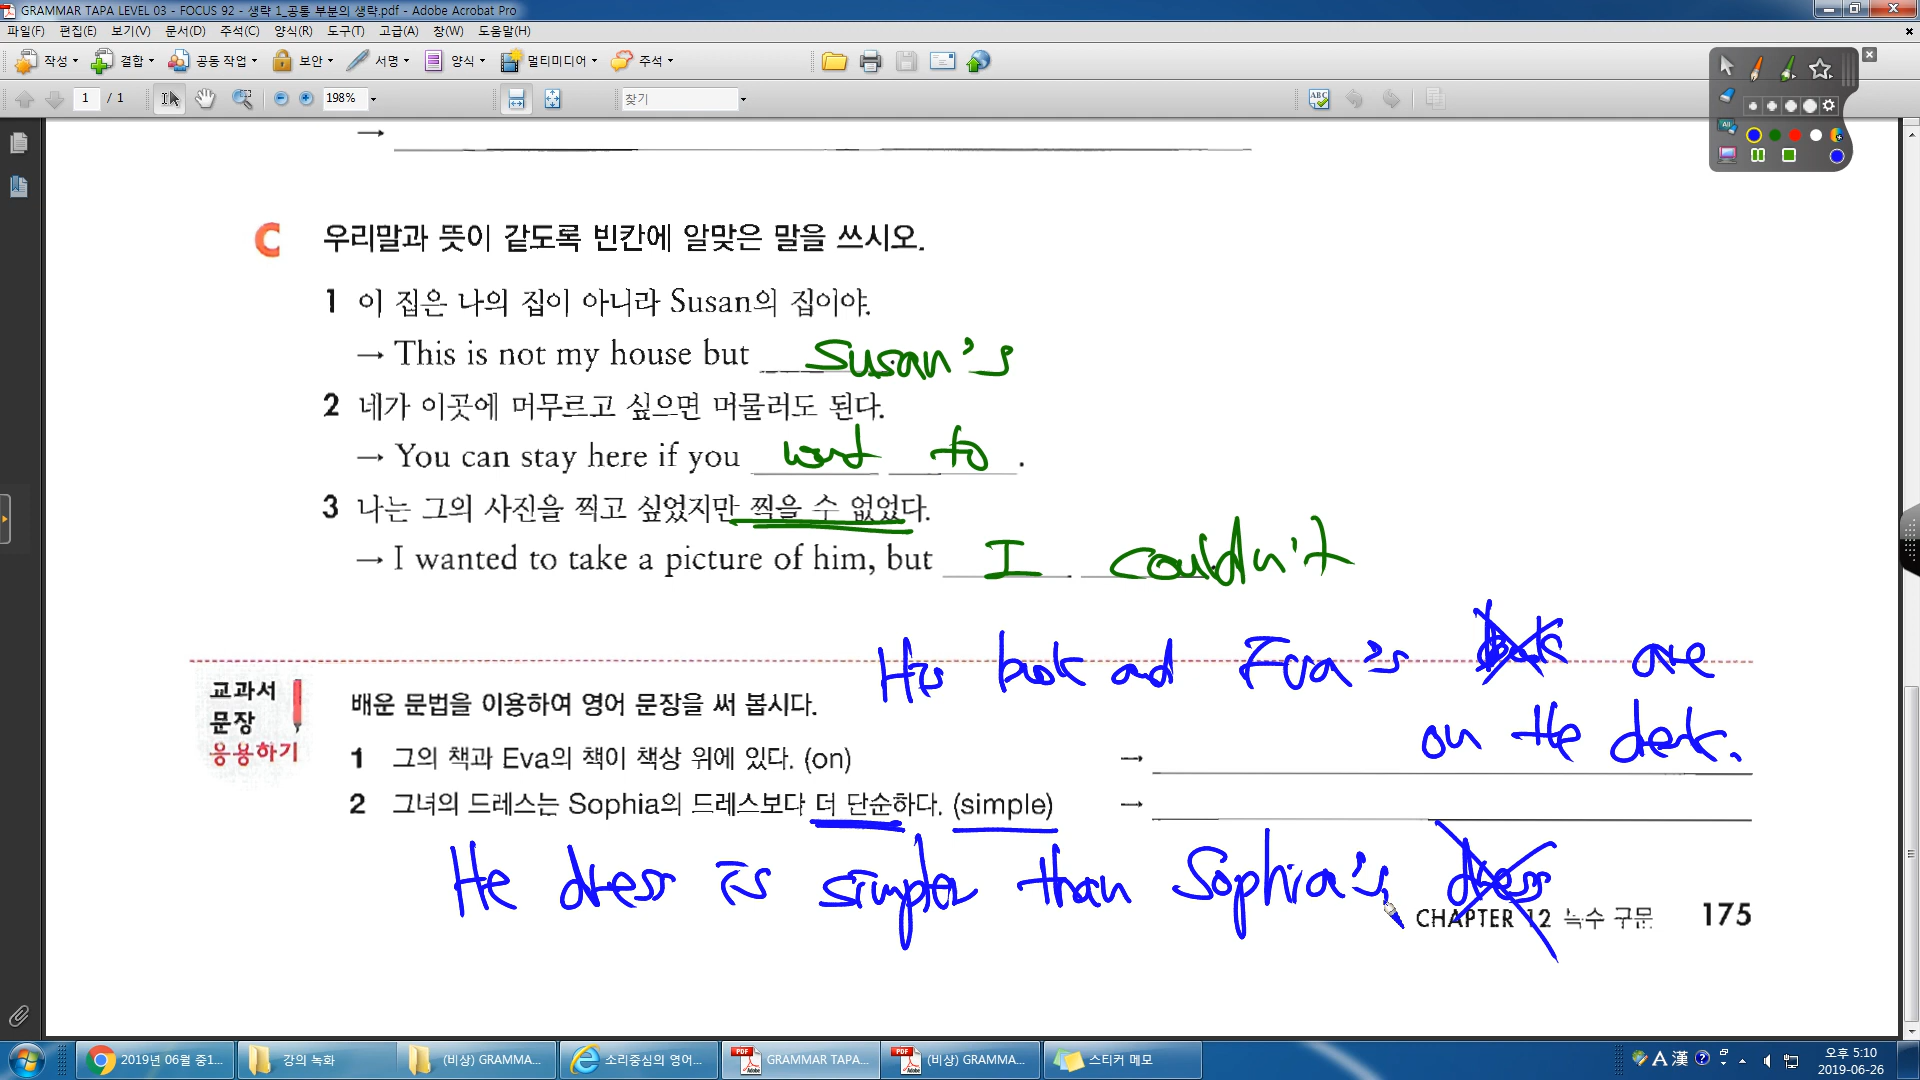 GRAMMAR TAPA LEVEL 03 - FOCUS 92 - 생략 1_공통 부분의 생략.pdf - Adobe Acrobat Pro
파일(F) 편집(E) 보기(V) 문서(D) 주석(C) 양식(R) 도구(T) 고급(A) 창(W) 도움말(H)
작성 결합 공동 작업 보안 서명 양식 멀티미디어 주석
1 / 1 198% 찾기
→
C 우리말과 뜻이 같도록 빈칸에 알맞은 말을 쓰시오.
1 이 집은 나의 집이 아니라 Susan의 집이야.
→ This is not my house but Susan's
2 네가 이곳에 머무르고 싶으면 머물러도 된다.
→ You can stay here if you want to .
3 나는 그의 사진을 찍고 싶었지만 찍을 수 없었다.
→ I wanted to take a picture of him, but I couldn't
His book and Eva's book are
on the desk.
교과서
문장
응용하기
배운 문법을 이용하여 영어 문장을 써 봅시다.
1 그의 책과 Eva의 책이 책상 위에 있다. (on) →
2 그녀의 드레스는 Sophia의 드레스보다 더 단순하다. (simple) →
He dress is simpler than Sophia's dress
CHAPTER 12 특수 구문 175
2019년 06월 중1... 강의 녹화 (비상) GRAMMA... 소리중심의 영어... GRAMMAR TAPA... (비상) GRAMMA... 스티커 메모
A 漢
오후 5:10
2019-06-26